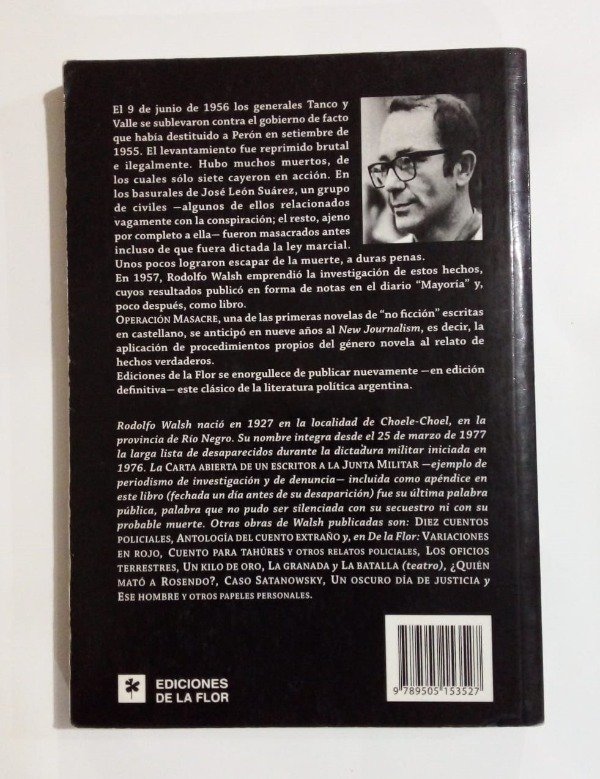 El 9 de junio de 1956 los generales Tanco y
Valle se sublevaron contra el gobierno de facto
que había destituido a Perón en setiembre de
1955. El levantamiento fue reprimido brutal
e ilegalmente. Hubo muchos muertos, de
los cuales sólo siete cayeron en acción. En
los basurales de José León Suárez, un grupo
de civiles —algunos de ellos relacionados
vagamente con la conspiración; el resto, ajeno
por completo a ella— fueron masacrados antes
incluso de que fuera dictada la ley marcial.
Unos pocos lograron escapar de la muerte, a duras penas.
En 1957, Rodolfo Walsh emprendió la investigación de estos hechos,
cuyos resultados publicó en forma de notas en el diario “Mayoría” y,
poco después, como libro.
OPERACIÓN MASACRE, una de las primeras novelas de “no ficción” escritas
en castellano, se anticipó en nueve años al New Journalism, es decir, la
aplicación de procedimientos propios del género novela al relato de
hechos verdaderos.
Ediciones de la Flor se enorgullece de publicar nuevamente —en edición
definitiva— este clásico de la literatura política argentina.
Rodolfo Walsh nació en 1927 en la localidad de Choele-Choel, en la
provincia de Río Negro. Su nombre integra desde el 25 de marzo de 1977
la larga lista de desaparecidos durante la dictadura militar iniciada en
1976. La CARTA ABIERTA DE UN ESCRITOR A LA JUNTA MILITAR —ejemplo de
periodismo de investigación y de denuncia— incluida como apéndice en
este libro (fechada un día antes de su desaparición) fue su última palabra
pública, palabra que no pudo ser silenciada con su secuestro ni con su
probable muerte. Otras obras de Walsh publicadas son: DIEZ CUENTOS
POLICIALES, ANTOLOGÍA DEL CUENTO EXTRAÑO y, en De la Flor: VARIACIONES
EN ROJO, CUENTO PARA TAHÚRES Y OTROS RELATOS POLICIALES, LOS OFICIOS
TERRESTRES, UN KILO DE ORO, LA GRANADA y LA BATALLA (teatro), ¿QUIÉN
MATÓ A ROSENDO?, CASO SATANOWSKY, UN OSCURO DÍA DE JUSTICIA y
ESE HOMBRE Y OTROS PAPELES PERSONALES.
EDICIONES
DE LA FLOR
9 789505 153527